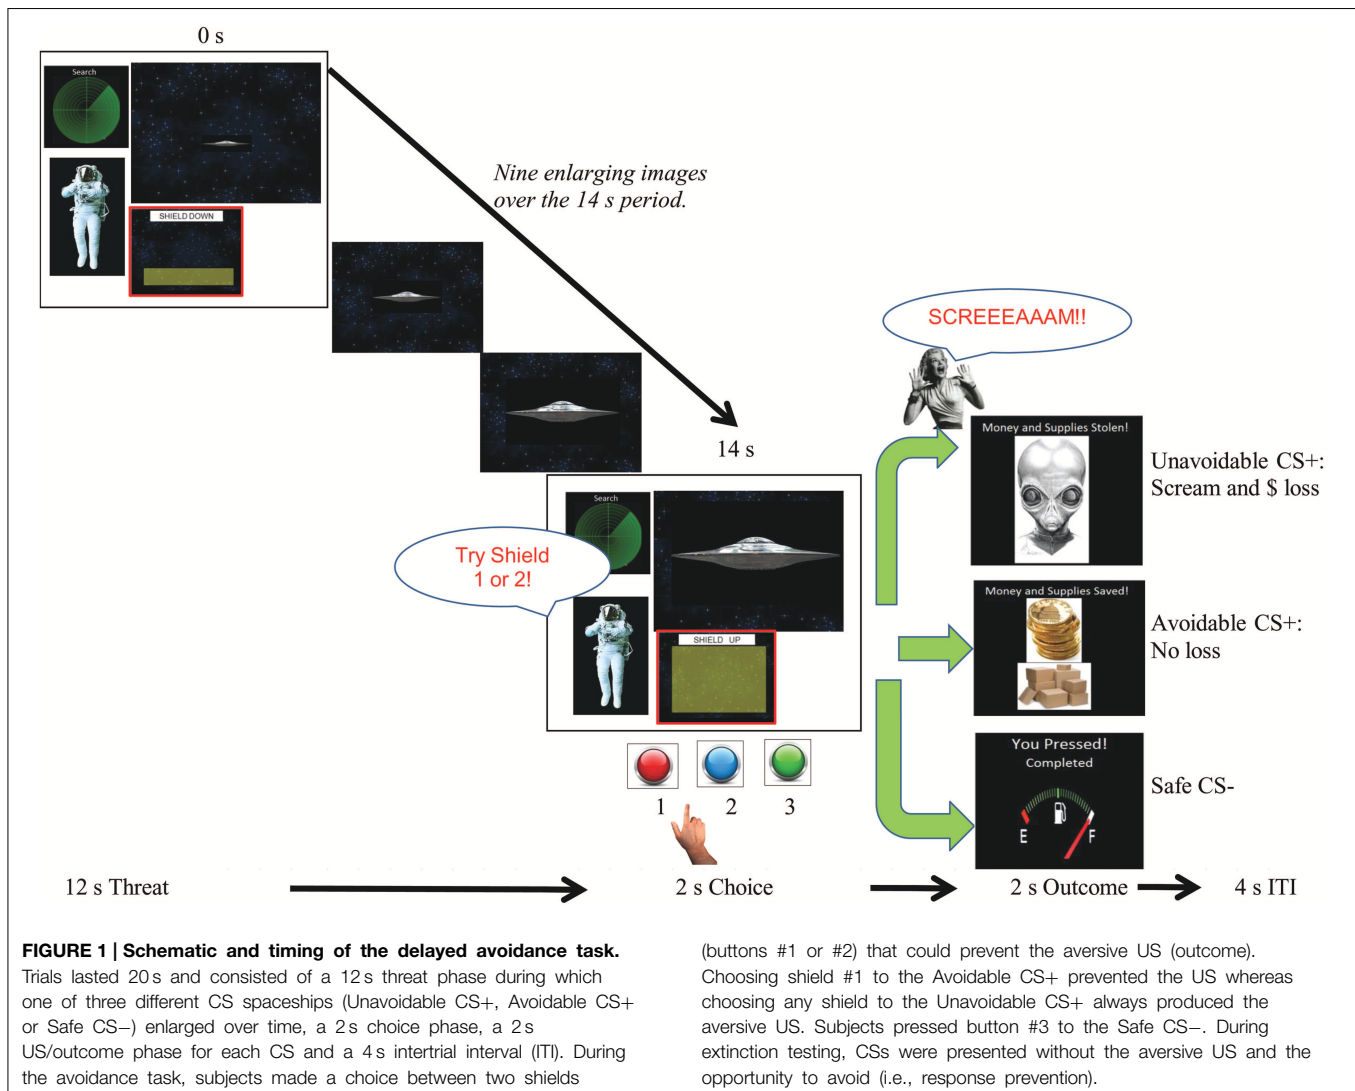 0 s
Search
SHIELD DOWN
Nine enlarging images
over the 14 s period.
SCREEEAAAM!!
14 s
Search
Try Shield
1 or 2!
SHIELD UP
1 2 3
Money and Supplies Stolen!
Unavoidable CS+:
Scream and $ loss
Money and Supplies Saved!
Avoidable CS+:
No loss
You Pressed!
Completed
E F
Safe CS-
12 s Threat 2 s Choice 2 s Outcome 4 s ITI
FIGURE 1 | Schematic and timing of the delayed avoidance task.
Trials lasted 20 s and consisted of a 12 s threat phase during which
one of three different CS spaceships (Unavoidable CS+, Avoidable CS+
or Safe CS−) enlarged over time, a 2 s choice phase, a 2 s
US/outcome phase for each CS and a 4 s intertrial interval (ITI). During
the avoidance task, subjects made a choice between two shields
(buttons #1 or #2) that could prevent the aversive US (outcome).
Choosing shield #1 to the Avoidable CS+ prevented the US whereas
choosing any shield to the Unavoidable CS+ always produced the
aversive US. Subjects pressed button #3 to the Safe CS−. During
extinction testing, CSs were presented without the aversive US and the
opportunity to avoid (i.e., response prevention).